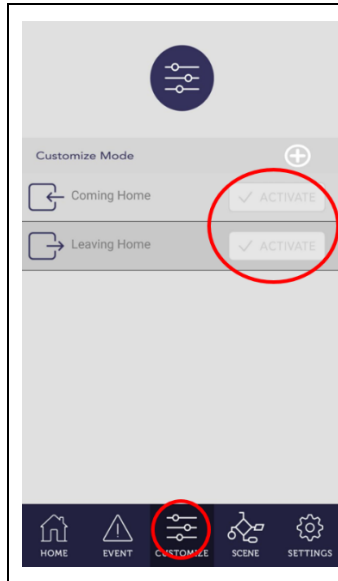 Customize Mode
Coming Home
ACTIVATE
Leaving Home
ACTIVATE
HOME EVENT CUSTOMIZE SCENE SETTINGS